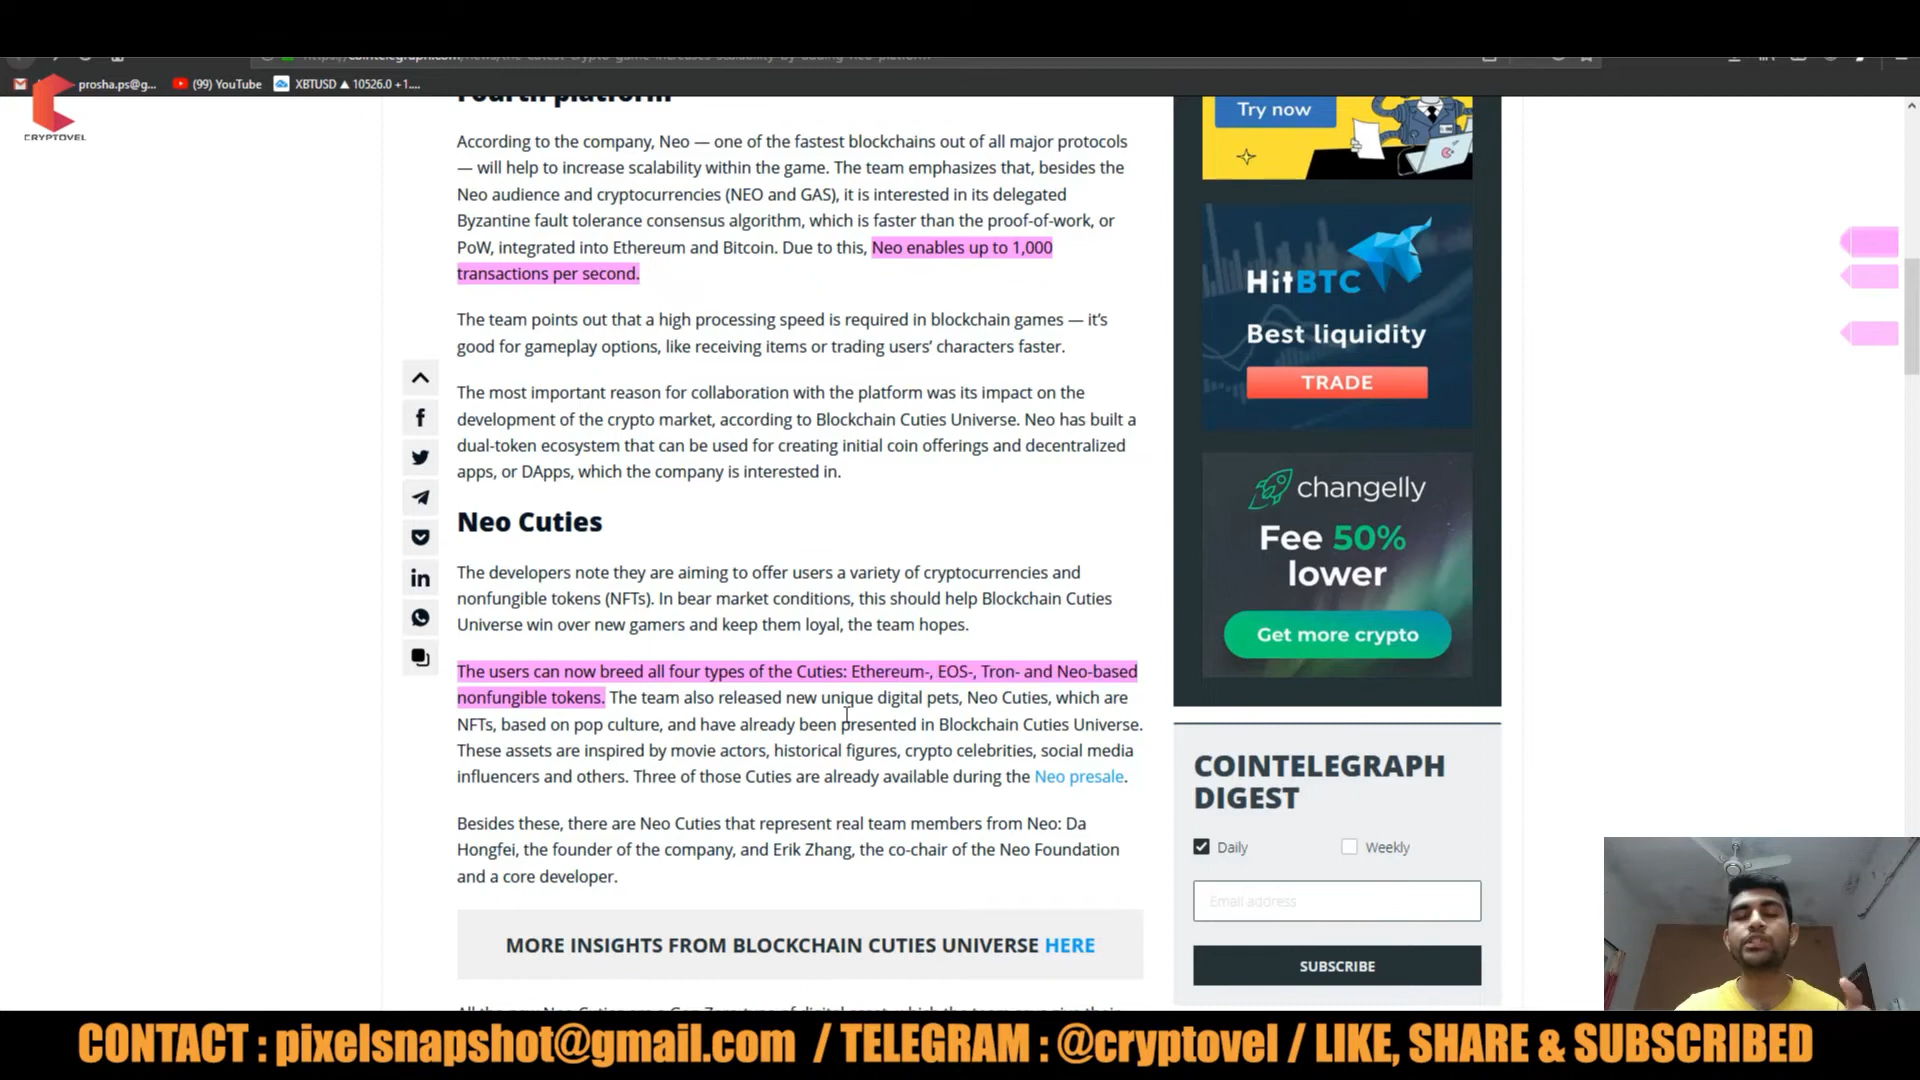 prosha.ps@g...
(99) YouTube
XBTUSD ▲ 10526.0 +1....
CRYPTOVEL
Fourth platform
According to the company, Neo — one of the fastest blockchains out of all major protocols
— will help to increase scalability within the game. The team emphasizes that, besides the
Neo audience and cryptocurrencies (NEO and GAS), it is interested in its delegated
Byzantine fault tolerance consensus algorithm, which is faster than the proof-of-work, or
PoW, integrated into Ethereum and Bitcoin. Due to this, Neo enables up to 1,000
transactions per second.
The team points out that a high processing speed is required in blockchain games — it's
good for gameplay options, like receiving items or trading users' characters faster.
The most important reason for collaboration with the platform was its impact on the
development of the crypto market, according to Blockchain Cuties Universe. Neo has built a
dual-token ecosystem that can be used for creating initial coin offerings and decentralized
apps, or DApps, which the company is interested in.
Neo Cuties
The developers note they are aiming to offer users a variety of cryptocurrencies and
nonfungible tokens (NFTs). In bear market conditions, this should help Blockchain Cuties
Universe win over new gamers and keep them loyal, the team hopes.
The users can now breed all four types of the Cuties: Ethereum-, EOS-, Tron- and Neo-based
nonfungible tokens. The team also released new unique digital pets, Neo Cuties, which are
NFTs, based on pop culture, and have already been presented in Blockchain Cuties Universe.
These assets are inspired by movie actors, historical figures, crypto celebrities, social media
influencers and others. Three of those Cuties are already available during the Neo presale.
Besides these, there are Neo Cuties that represent real team members from Neo: Da
Hongfei, the founder of the company, and Erik Zhang, the co-chair of the Neo Foundation
and a core developer.
MORE INSIGHTS FROM BLOCKCHAIN CUTIES UNIVERSE HERE
Try now
HitBTC
Best liquidity
TRADE
changelly
Fee 50%
lower
Get more crypto
COINTELEGRAPH
DIGEST
Daily
Weekly
Email address
SUBSCRIBE
CONTACT : pixelsnapshot@gmail.com / TELEGRAM : @cryptovel / LIKE, SHARE & SUBSCRIBED